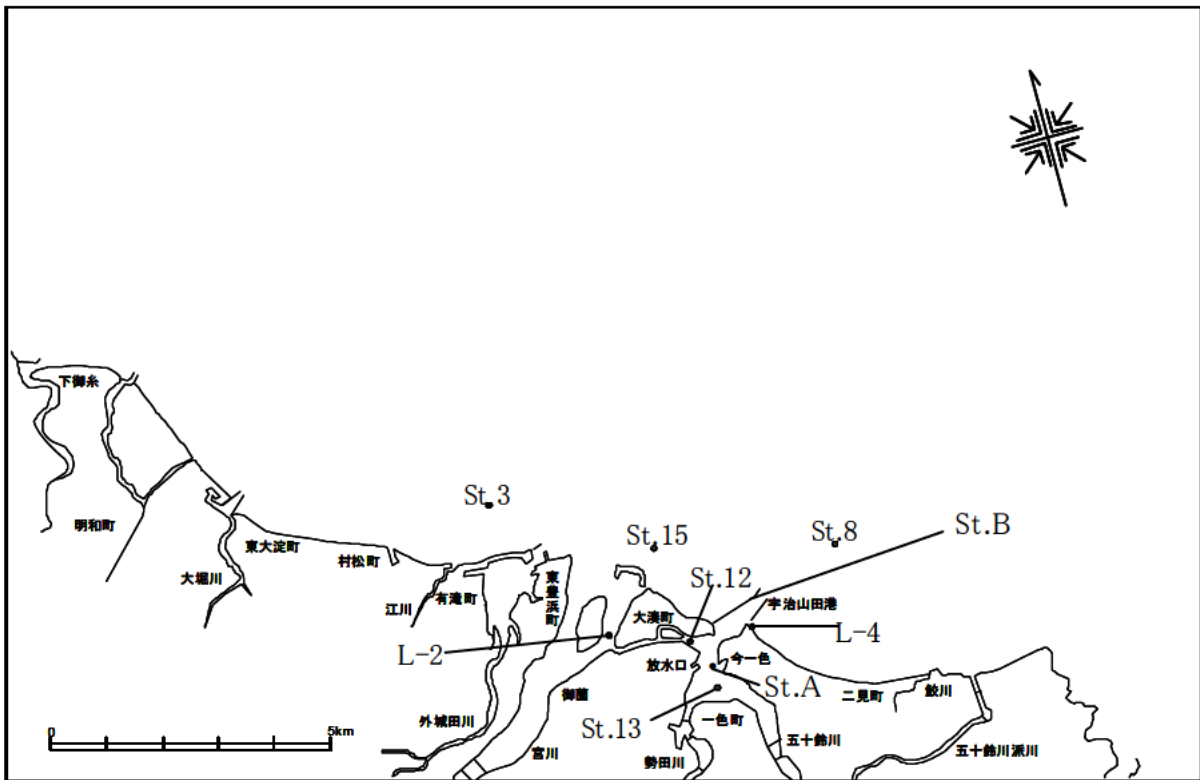 下御糸
明和町
大堀川
東大淀町
村松町
St.3
江川
有滝町
東豊浜町
St.15
St.8
St.B
St.12
大湊町
宇治山田港
L-2
L-4
放水口
今一色
St.A
二見町
鮫川
御薗
外城田川
St.13
一色町
五十鈴川
五十鈴川派川
宮川
勢田川
0
5km